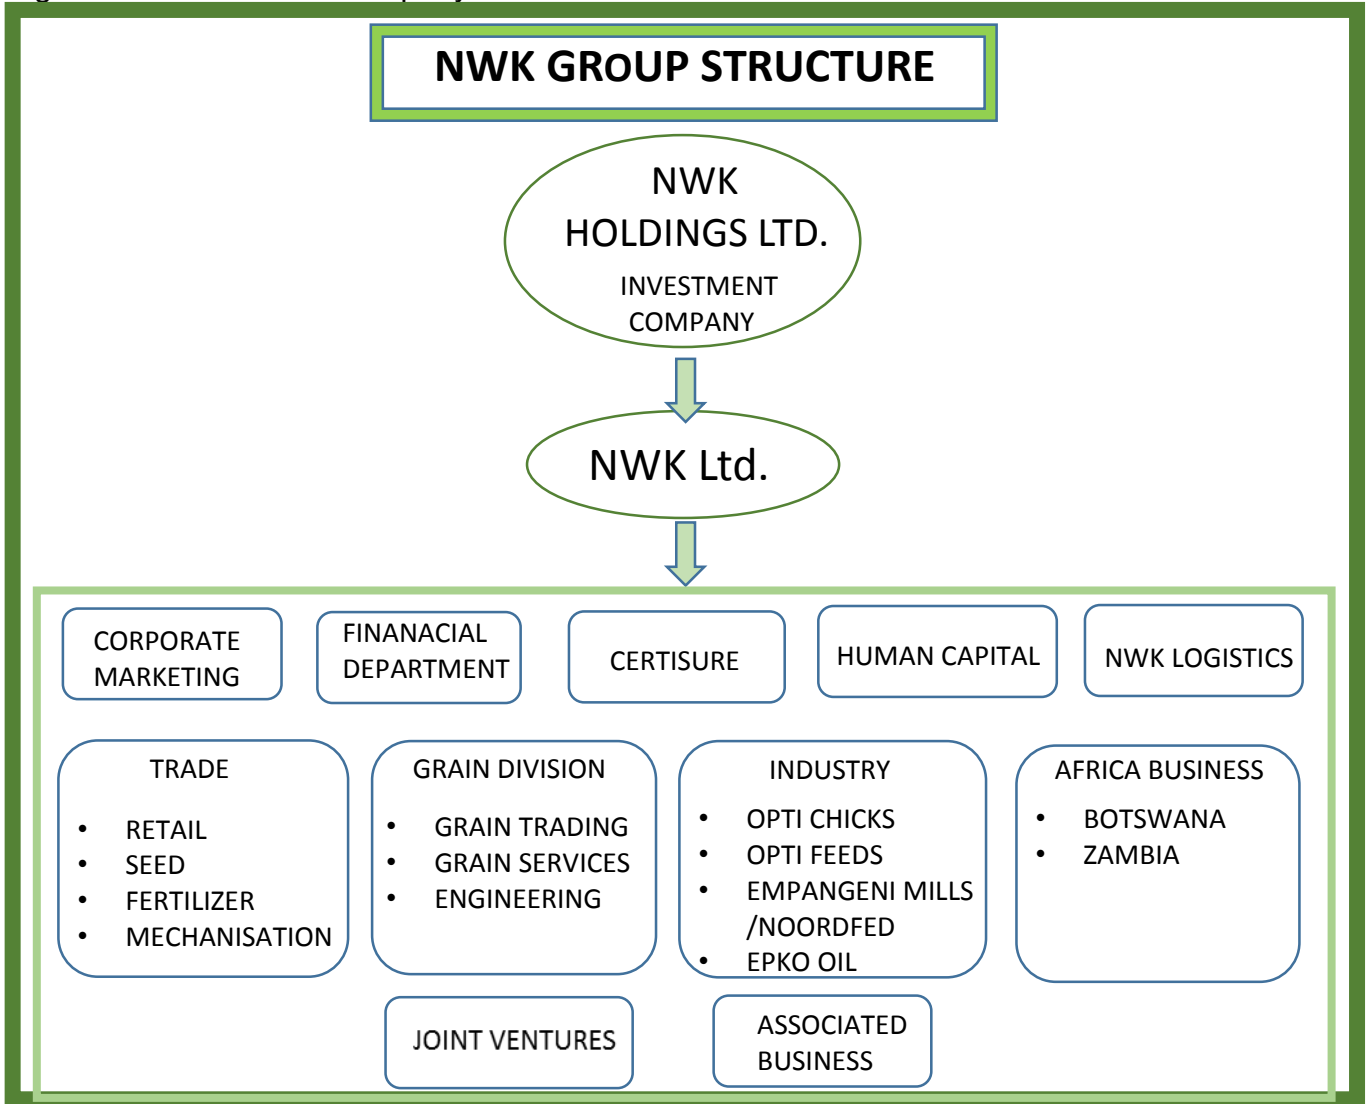 NWK GROUP STRUCTURE
NWK
HOLDINGS LTD.
INVESTMENT
COMPANY
NWK Ltd.
CORPORATE
MARKETING
FINANACIAL
DEPARTMENT
CERTISURE
HUMAN CAPITAL
NWK LOGISTICS
TRADE
• RETAIL
• SEED
• FERTILIZER
• MECHANISATION
GRAIN DIVISION
• GRAIN TRADING
• GRAIN SERVICES
• ENGINEERING
INDUSTRY
• OPTI CHICKS
• OPTI FEEDS
• EMPANGENI MILLS
/NOORDFED
• EPKO OIL
AFRICA BUSINESS
• BOTSWANA
• ZAMBIA
JOINT VENTURES
ASSOCIATED
BUSINESS